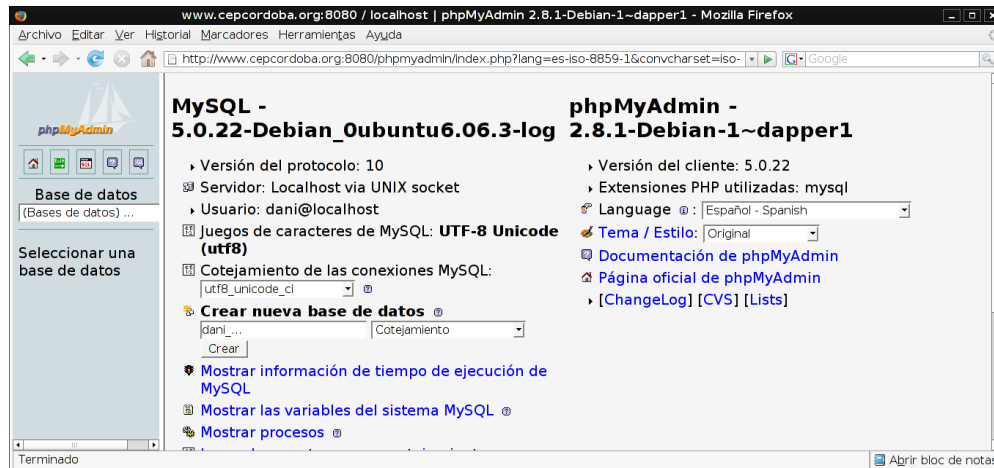 www.cepcordoba.org:8080 / localhost | phpMyAdmin 2.8.1-Debian-1~dapper1 - Mozilla Firefox
Archivo Editar Ver Historial Marcadores Herramientas Ayuda
http://www.cepcordoba.org:8080/phpmyadmin/index.php?lang=es-iso-8859-1&convcharset=iso-
G Google
phpMyAdmin
SQL
Base de datos
(Bases de datos) ...
Seleccionar una
base de datos
MySQL -
5.0.22-Debian_0ubuntu6.06.3-log
Versión del protocolo: 10
Servidor: Localhost via UNIX socket
Usuario: dani@localhost
Juegos de caracteres de MySQL: UTF-8 Unicode
(utf8)
Cotejamiento de las conexiones MySQL:
utf8_unicode_ci
Crear nueva base de datos
dani_...
Cotejamiento
Crear
Mostrar información de tiempo de ejecución de
MySQL
Mostrar las variables del sistema MySQL
Mostrar procesos
phpMyAdmin -
2.8.1-Debian-1~dapper1
Versión del cliente: 5.0.22
Extensiones PHP utilizadas: mysql
Language : Español - Spanish
Tema / Estilo: Original
Documentación de phpMyAdmin
Página oficial de phpMyAdmin
[ChangeLog] [CVS] [Lists]
Terminado
Abrir bloc de notas